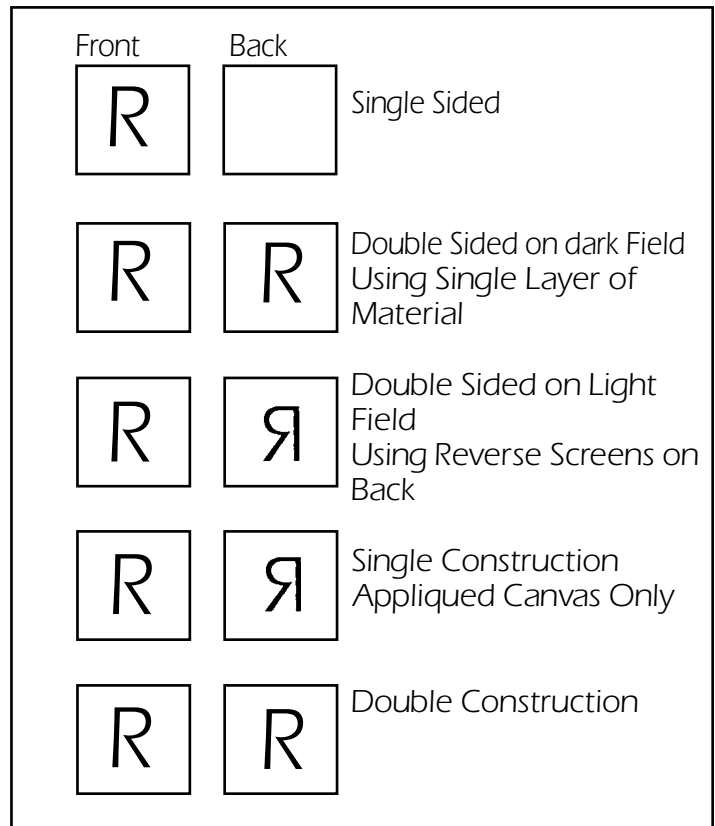 Front Back
R Single Sided
R R Double Sided on dark Field
Using Single Layer of
Material
R Я Double Sided on Light
Field
Using Reverse Screens on
Back
R Я Single Construction
Appliqued Canvas Only
R R Double Construction